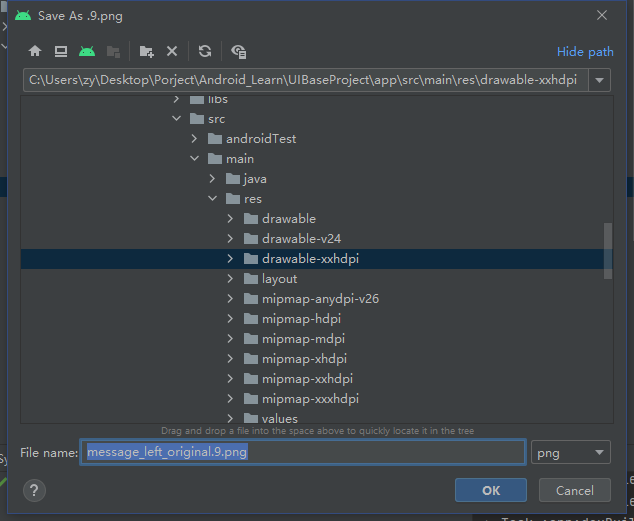 Save As .9.png
Hide path
C:\Users\zy\Desktop\Porject\Android_Learn\UIBaseProject\app\src\main\res\drawable-xxhdpi
libs
src
androidTest
main
java
res
drawable
drawable-v24
drawable-xxhdpi
layout
mipmap-anydpi-v26
mipmap-hdpi
mipmap-mdpi
mipmap-xhdpi
mipmap-xxhdpi
mipmap-xxxhdpi
values
Drag and drop a file into the space above to quickly locate it in the tree
File name: message_left_original.9.png png
? OK Cancel